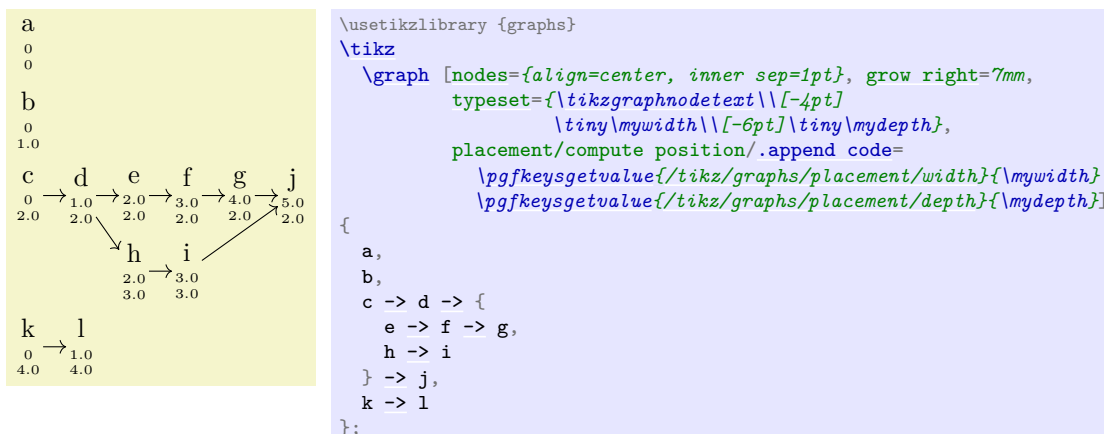 a
0
0
b
0
1.0
c d e f g j
0 1.0 2.0 3.0 4.0 5.0
2.0 2.0 2.0 2.0 2.0 2.0
h i
2.0 3.0
3.0 3.0
k l
0 1.0
4.0 4.0
\usetikzlibrary {graphs}
\tikz
\graph [nodes={align=center, inner sep=1pt}, grow right=7mm,
typeset={\tikzgraphnodetext\\[-4pt]
\tiny\mywidth\\[-6pt]\tiny\mydepth},
placement/compute position/.append code=
\pgfkeysgetvalue{/tikz/graphs/placement/width}{\mywidth}
\pgfkeysgetvalue{/tikz/graphs/placement/depth}{\mydepth}]
{
a,
b,
c -> d -> {
e -> f -> g,
h -> i
} -> j,
k -> l
};